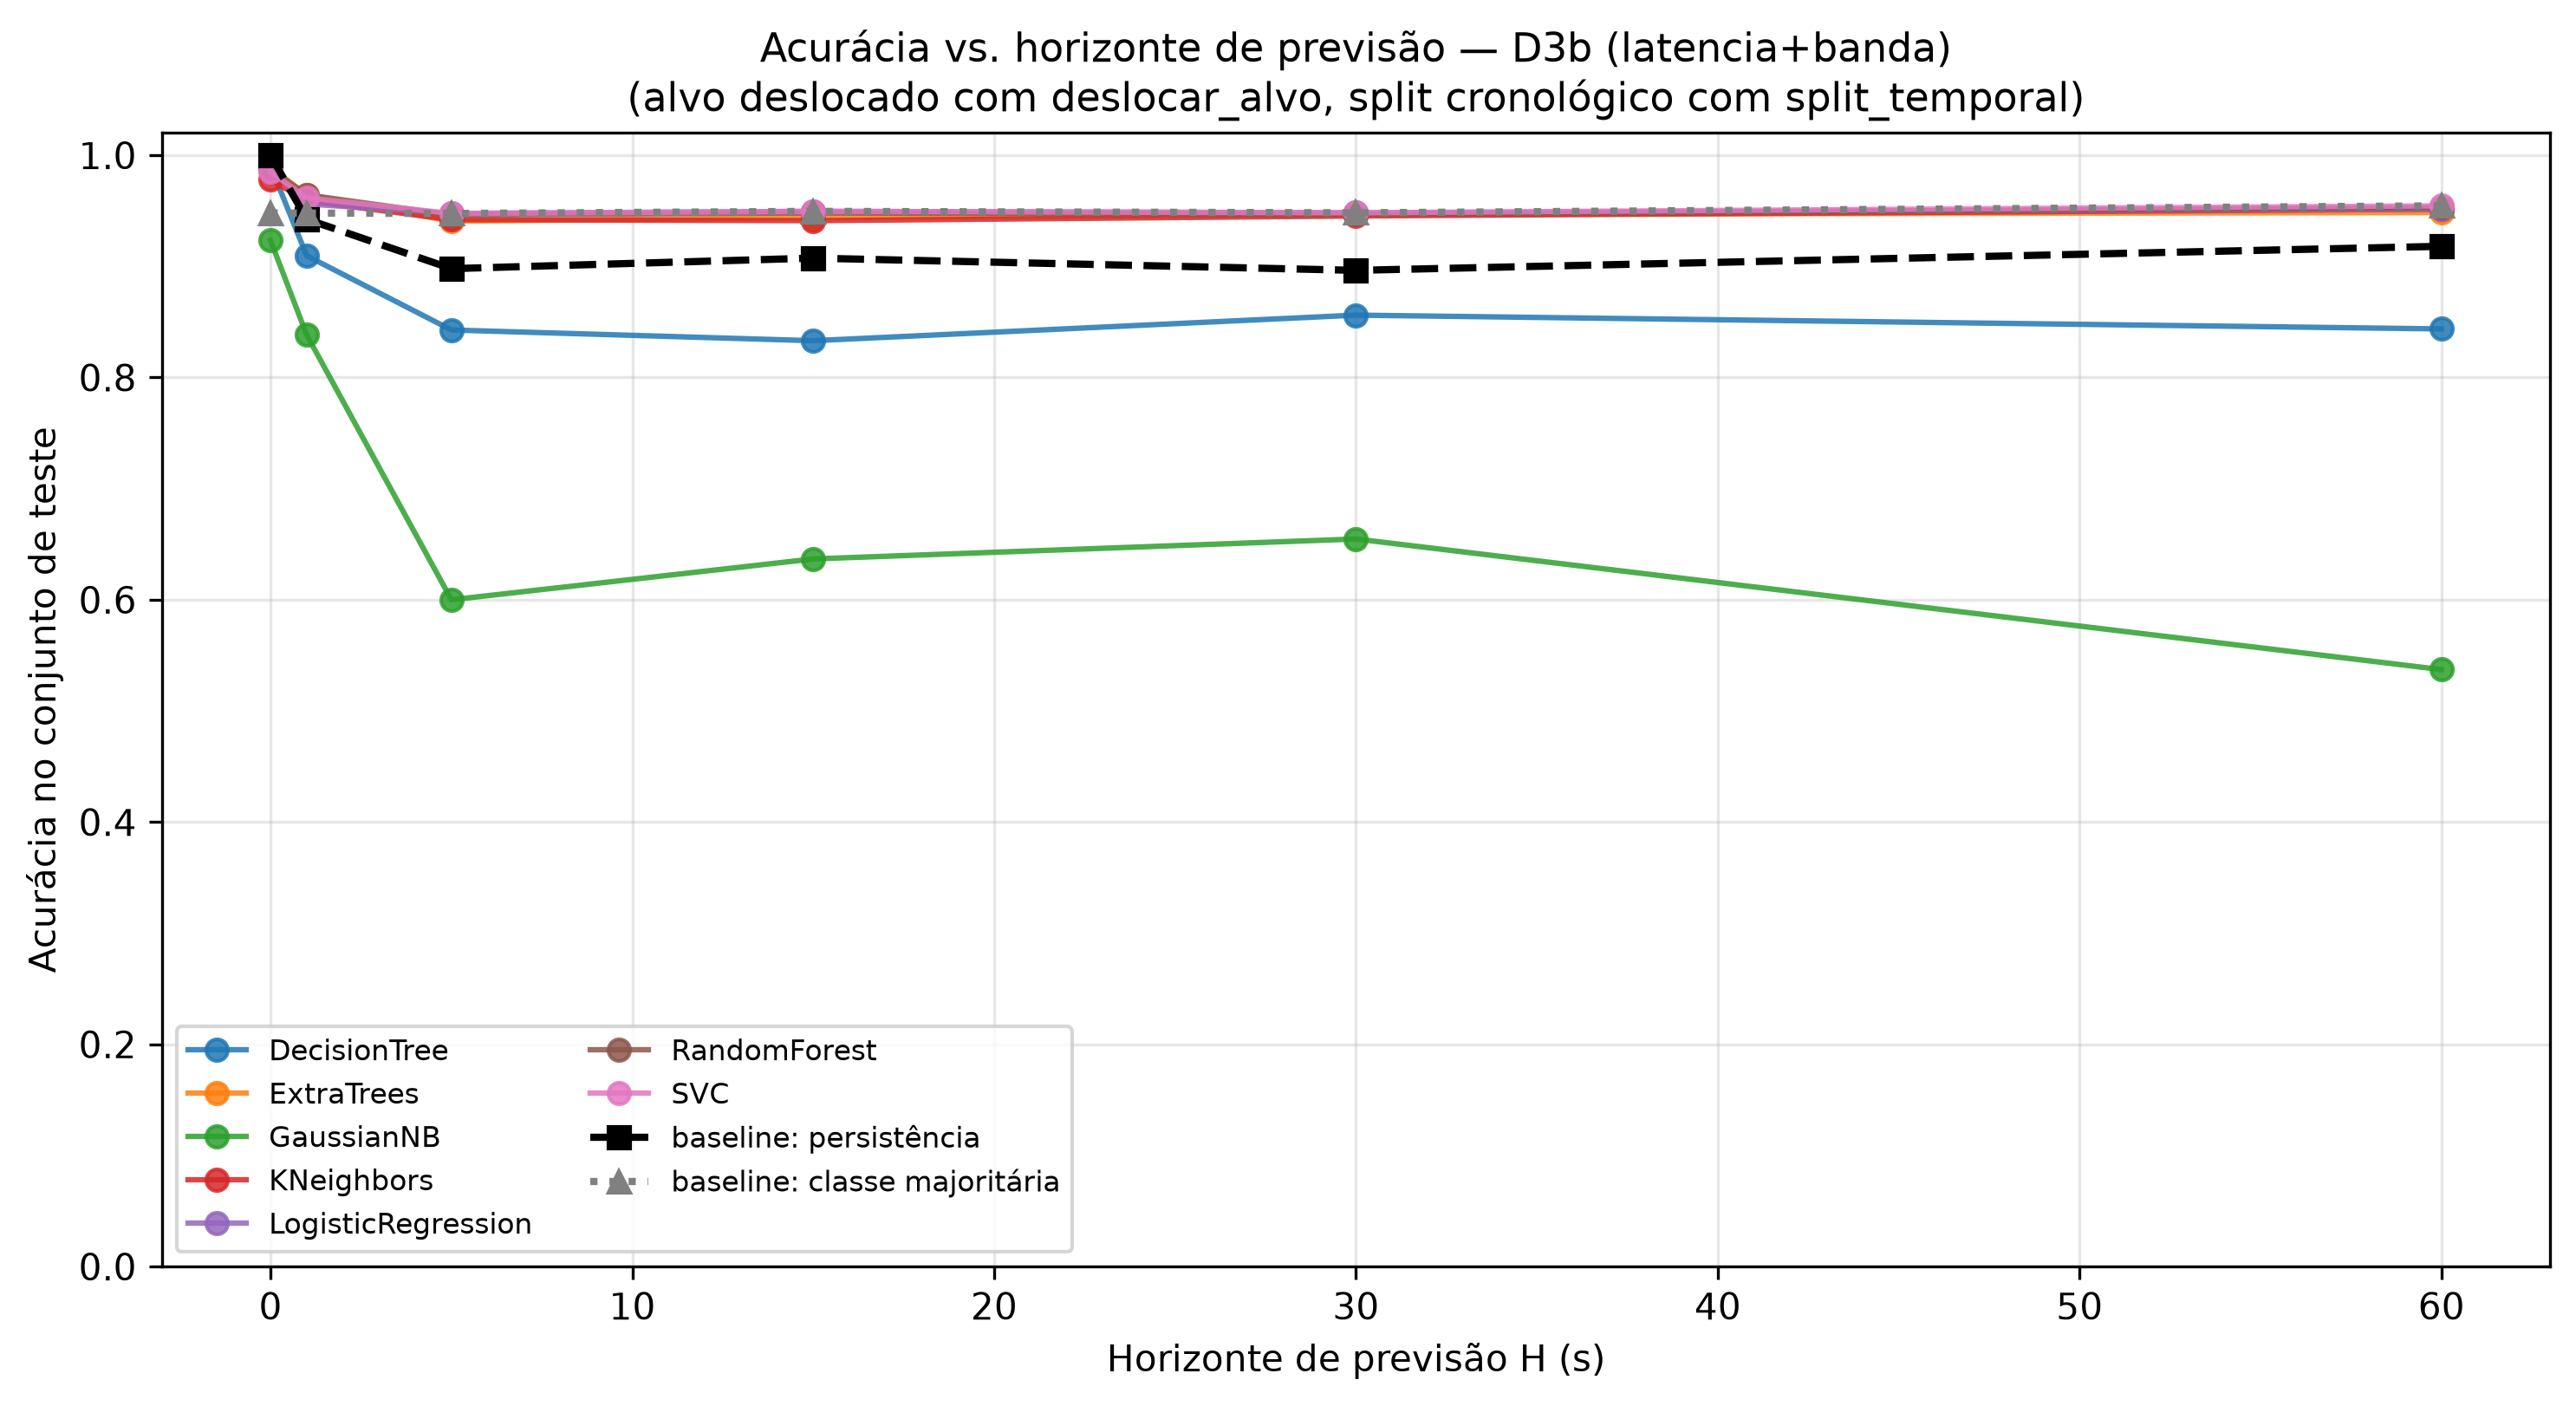 Acurácia vs. horizonte de previsão — D3b (latencia+banda)
(alvo deslocado com deslocar_alvo, split cronológico com split_temporal)
Acurácia no conjunto de teste
1.0
0.8
0.6
0.4
0.2
0.0
DecisionTree
ExtraTrees
GaussianNB
KNeighbors
LogisticRegression
RandomForest
SVC
baseline: persistência
baseline: classe majoritária
0 10 20 30 40 50 60
Horizonte de previsão H (s)